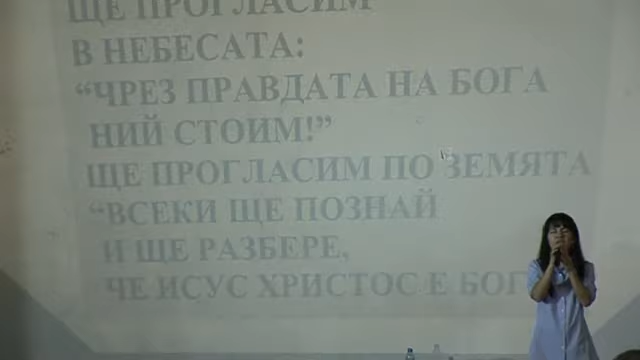 ЩЕ ПРОГЛАСИМ
В НЕБЕСАТА:
“ЧРЕЗ ПРАВДАТА НА БОГА
НИЙ СТОИМ!”
ЩЕ ПРОГЛАСИМ ПО ЗЕМЯТА
“ВСЕКИ ЩЕ ПОЗНАЙ
И ЩЕ РАЗБЕРЕ,
ЧЕ ИСУС ХРИСТОС Е БОГ